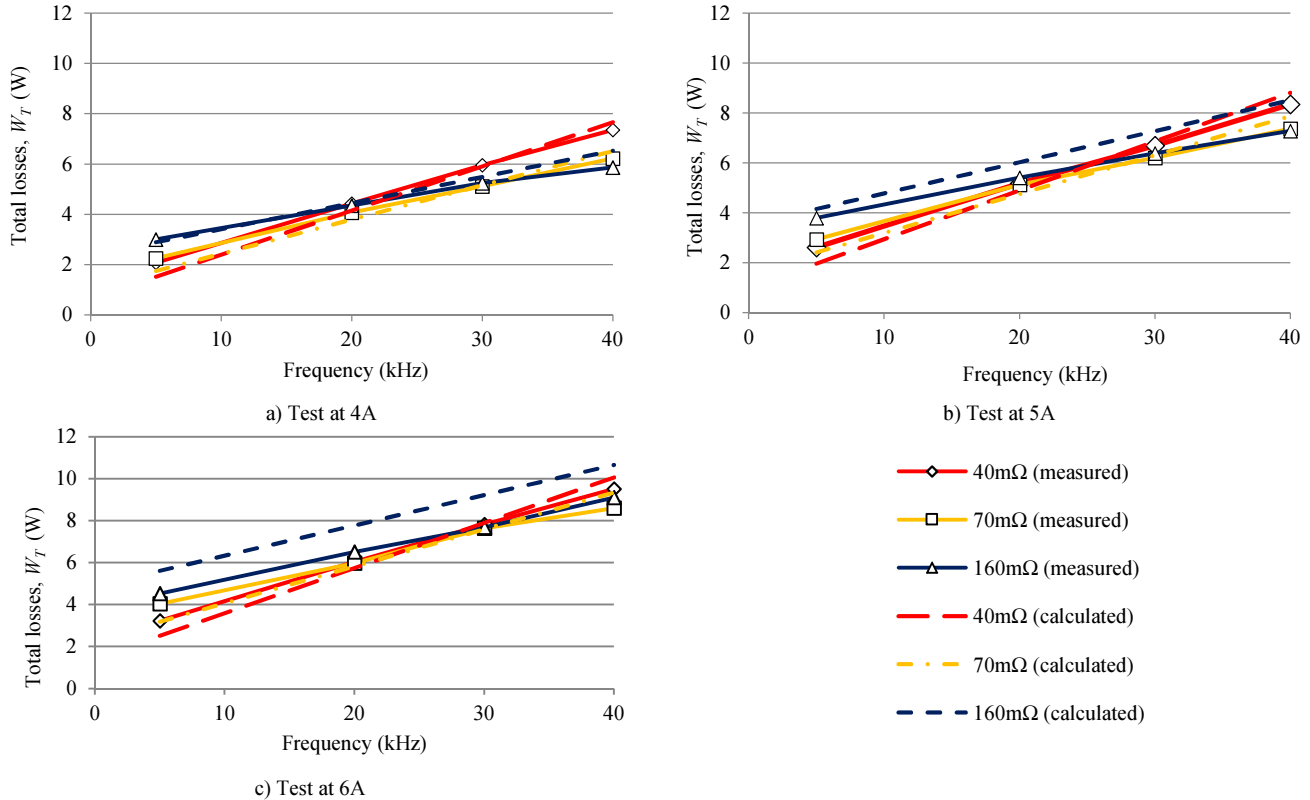 12
10
8
6
4
2
0
Total losses, W_T (W)
0 10 20 30 40
Frequency (kHz)
a) Test at 4A
12
10
8
6
4
2
0
Total losses, W_T (W)
0 10 20 30 40
Frequency (kHz)
b) Test at 5A
12
10
8
6
4
2
0
Total losses, W_T (W)
0 10 20 30 40
Frequency (kHz)
c) Test at 6A
40mΩ (measured)
70mΩ (measured)
160mΩ (measured)
40mΩ (calculated)
70mΩ (calculated)
160mΩ (calculated)